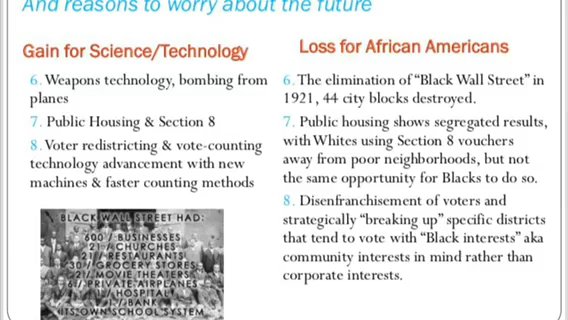 And reasons to worry about the future
Gain for Science/Technology
6. Weapons technology, bombing from
planes
7. Public Housing & Section 8
8. Voter redistricting & vote-counting
technology advancement with new
machines & faster counting methods
Loss for African Americans
6. The elimination of "Black Wall Street" in
1921, 44 city blocks destroyed.
7. Public housing shows segregated results,
with Whites using Section 8 vouchers
away from poor neighborhoods, but not
the same opportunity for Blacks to do so.
8. Disenfranchisement of voters and
strategically "breaking up" specific districts
that tend to vote with "Black interests" aka
community interests in mind rather than
corporate interests.
BLACK WALL STREET HAD:
600 / BUSINESSES
21 / CHURCHES
21 / RESTAURANTS
30 / GROCERY STORES
2 / MOVIE THEATERS
6 / PRIVATE AIRPLANES
1 / HOSPITAL
1 / BANK
ITS OWN SCHOOL SYSTEM